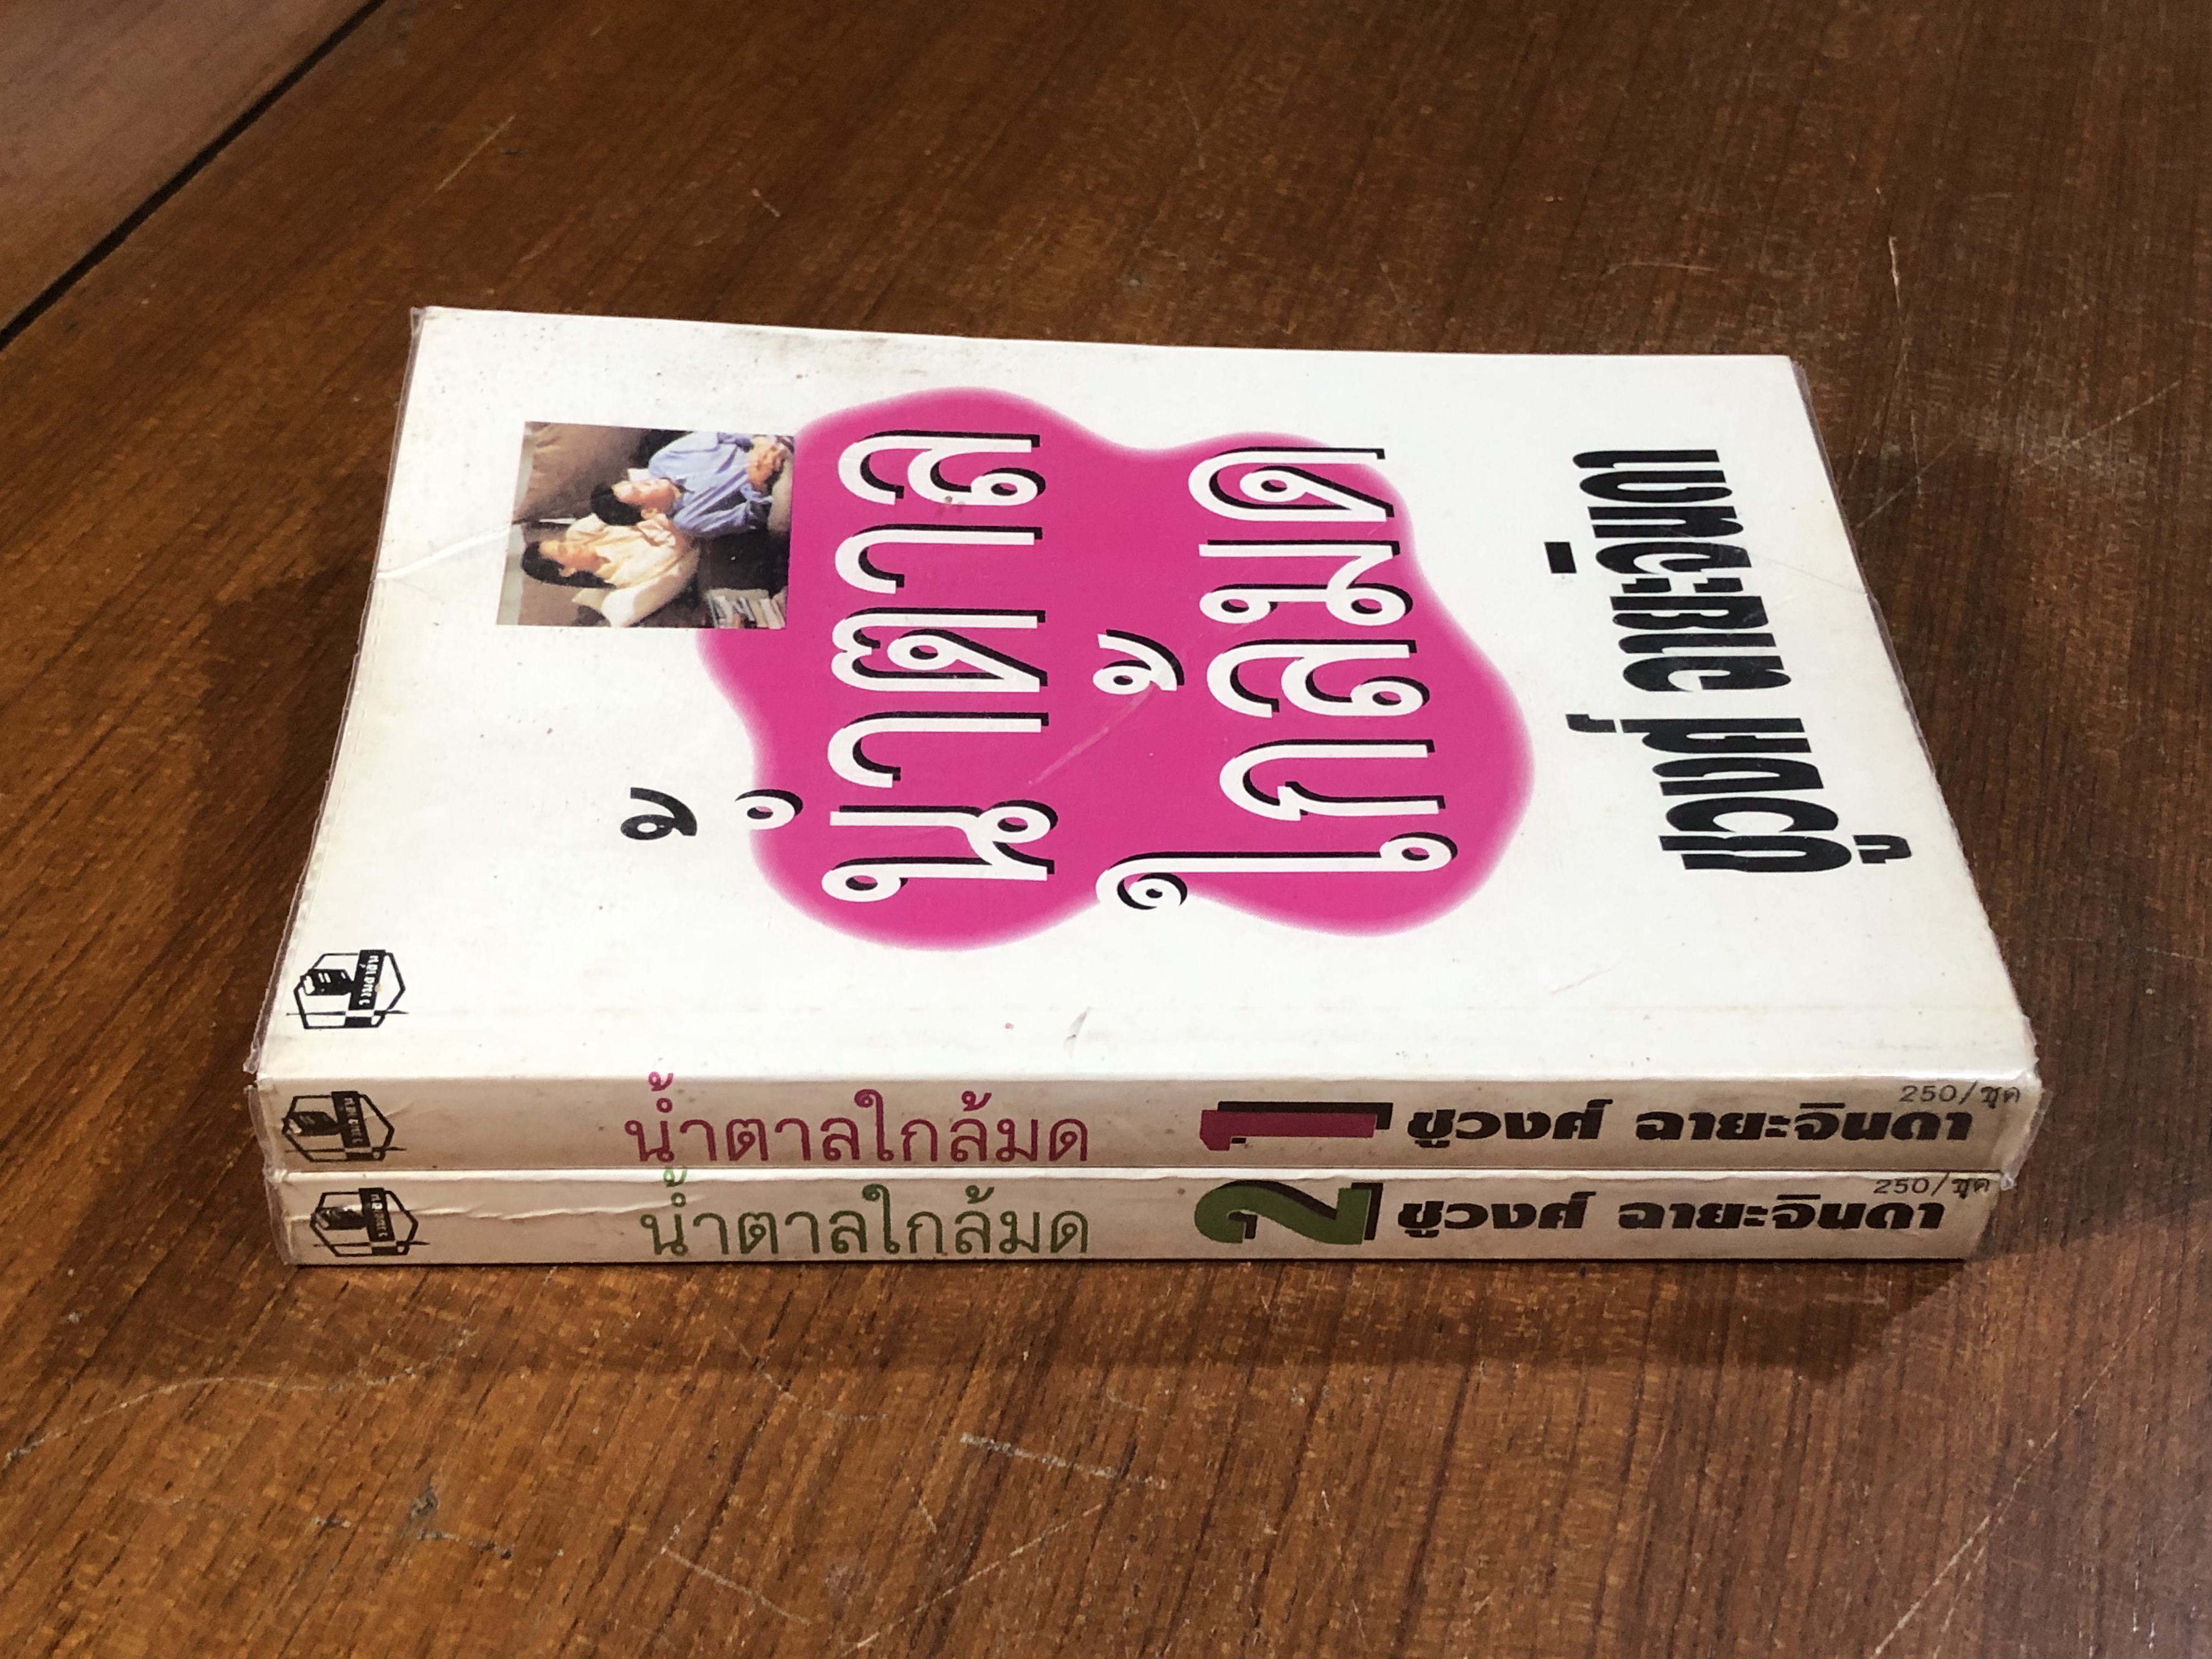 น้ำตาล
ใกล้มด
ชูวงศ์ ฉายะจินดา
250/ชุด
น้ำตาลใกล้มด 1 ชูวงศ์ ฉายะจินดา
250/ชุด
น้ำตาลใกล้มด 2 ชูวงศ์ ฉายะจินดา